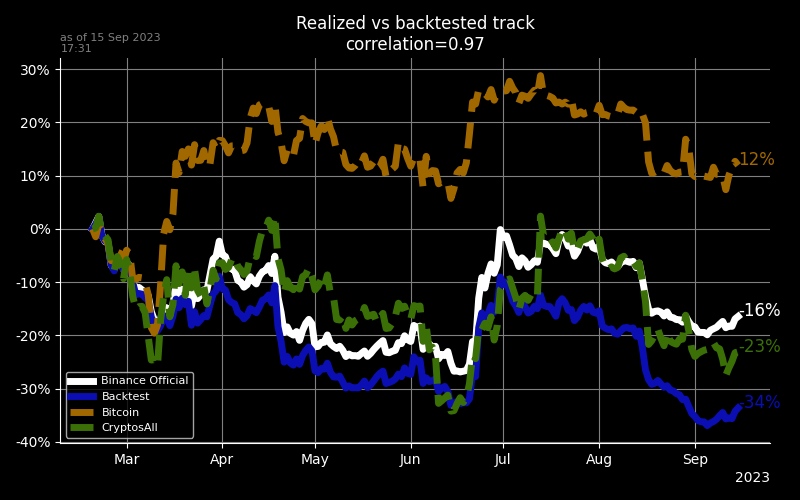 Realized vs backtested track
correlation=0.97
as of 15 Sep 2023
17:31
30%
20%
10%
0%
-10%
-20%
-30%
-40%
12%
-16%
-23%
-34%
Binance Official
Backtest
Bitcoin
CryptosAll
Mar Apr May Jun Jul Aug Sep
2023